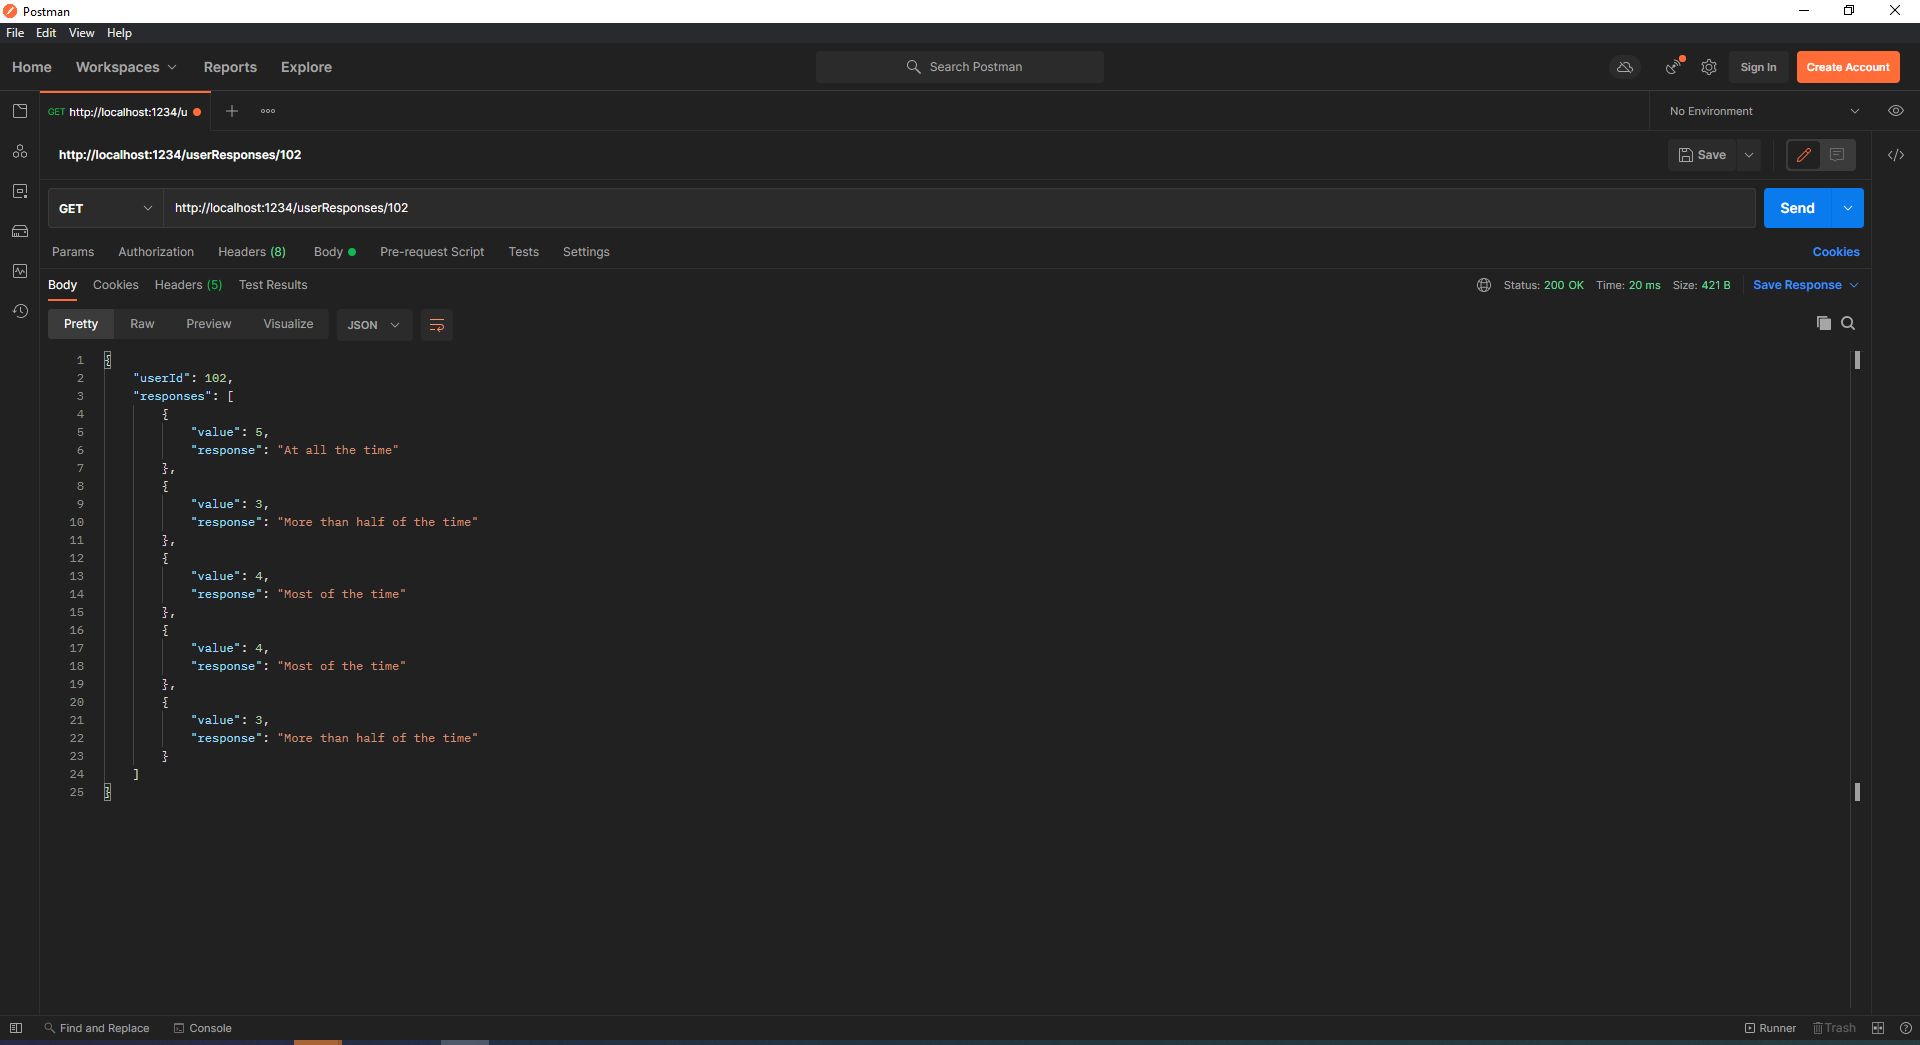 Postman
File Edit View Help
Home Workspaces Reports Explore Search Postman Sign In Create Account
GET http://localhost:1234/u No Environment
http://localhost:1234/userResponses/102 Save
GET http://localhost:1234/userResponses/102 Send
Params Authorization Headers (8) Body Pre-request Script Tests Settings Cookies
Body Cookies Headers (5) Test Results Status: 200 OK Time: 20 ms Size: 421 B Save Response
Pretty Raw Preview Visualize JSON
1 {
2 "userId": 102,
3 "responses": [
4 {
5 "value": 5,
6 "response": "At all the time"
7 },
8 {
9 "value": 3,
10 "response": "More than half of the time"
11 },
12 {
13 "value": 4,
14 "response": "Most of the time"
15 },
16 {
17 "value": 4,
18 "response": "Most of the time"
19 },
20 {
21 "value": 3,
22 "response": "More than half of the time"
23 }
24 ]
25 }
Find and Replace Console Runner Trash